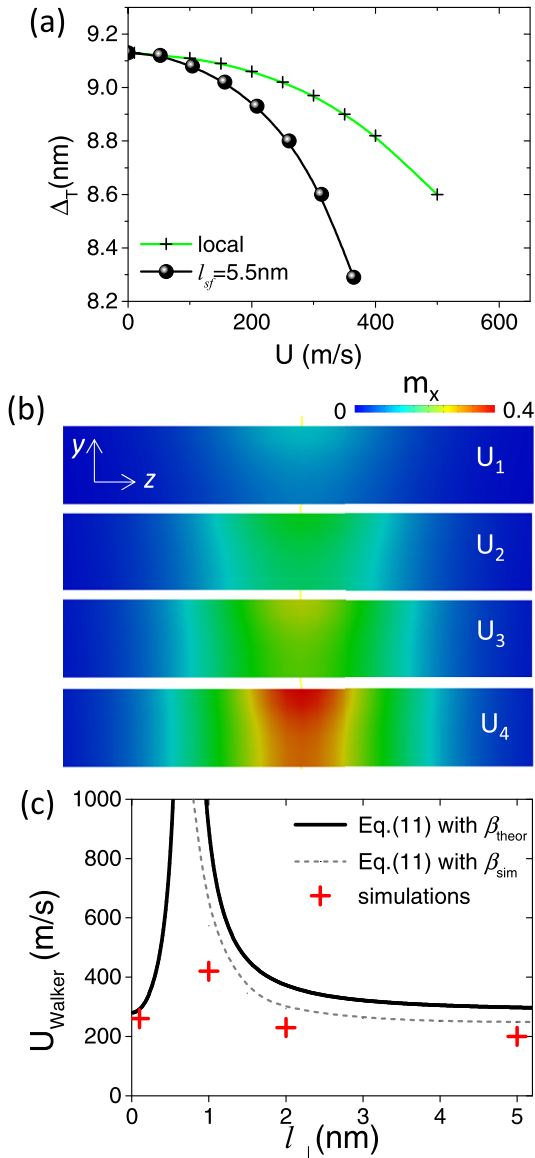 (a)
9.2
9.0
8.8
8.6
8.4
8.2
Δ_T(nm)
local
l_sf=5.5nm
0 200 400 600
U (m/s)
(b)
m_x
0 0.4
y
z
U_1
U_2
U_3
U_4
(c)
1000
800
600
400
200
0
U_Walker (m/s)
Eq.(11) with β_theor
Eq.(11) with β_sim
simulations
0 1 2 3 4 5
l_⊥(nm)